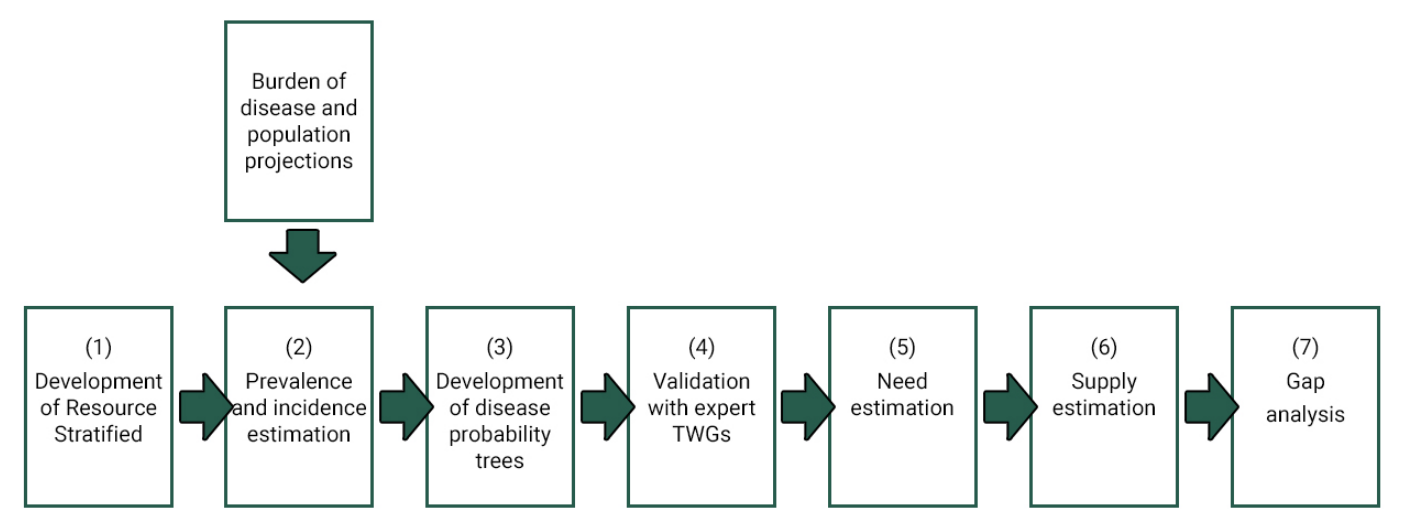 Burden of
disease and
population
projections
(1)
Development
of Resource
Stratified
(2)
Prevalence
and incidence
estimation
(3)
Development
of disease
probability
trees
(4)
Validation
with expert
TWGs
(5)
Need
estimation
(6)
Supply
estimation
(7)
Gap
analysis